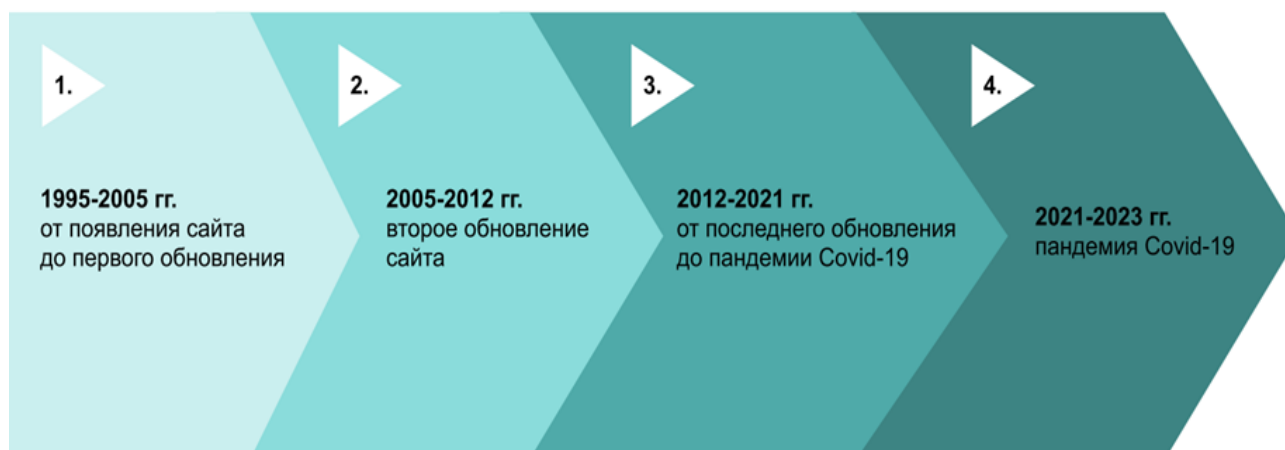 1.
1995-2005 гг.
от появления сайта
до первого обновления
2.
2005-2012 гг.
второе обновление
сайта
3.
2012-2021 гг.
от последнего обновления
до пандемии Covid-19
4.
2021-2023 гг.
пандемия Covid-19